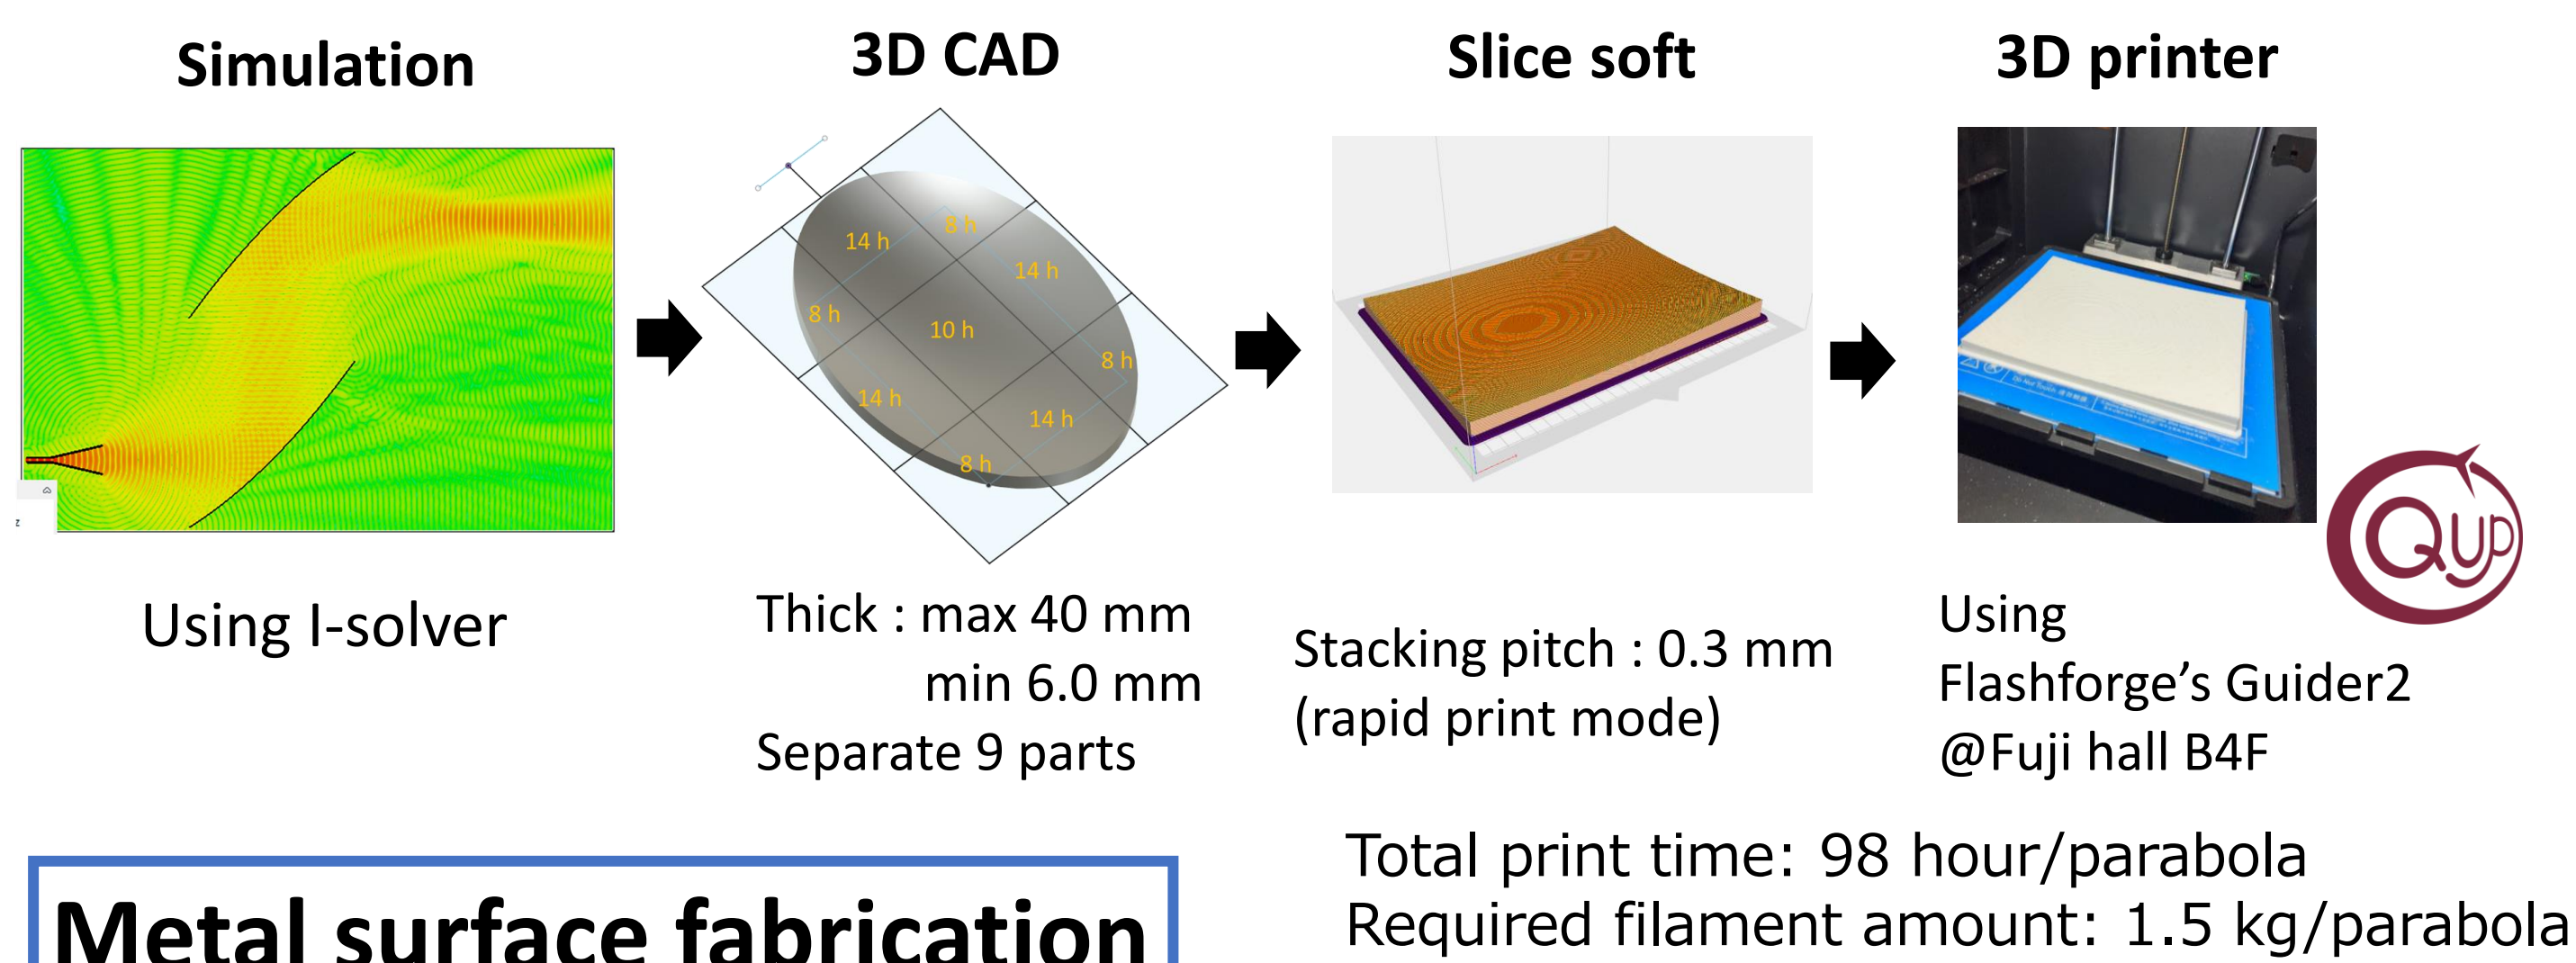 Simulation
3D CAD
Slice soft
3D printer
z
8 h
14 h
14 h
8 h
10 h
8 h
14 h
14 h
8 h
QUP
Using I-solver
Thick : max 40 mm
min 6.0 mm
Separate 9 parts
Stacking pitch : 0.3 mm
(rapid print mode)
Using
Flashforge’s Guider2
@Fuji hall B4F
Total print time: 98 hour/parabola
Required filament amount: 1.5 kg/parabola
Metal surface fabrication